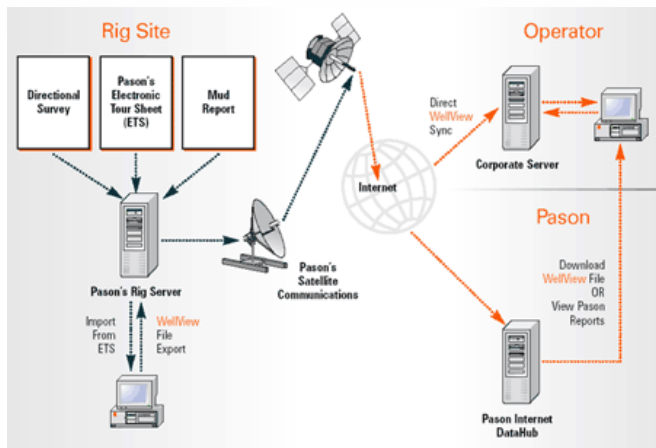 Rig Site
Operator
Directional
Survey
Pason's
Electronic
Tour Sheet
(ETS)
Mud
Report
Direct
WellView
Sync
Corporate Server
Internet
Pason
Pason's
Satellite
Communications
Pason's Rig Server
Download
WellView File
OR
View Pason
Reports
Import
From
ETS
WellView
File
Export
Pason Internet
DataHub